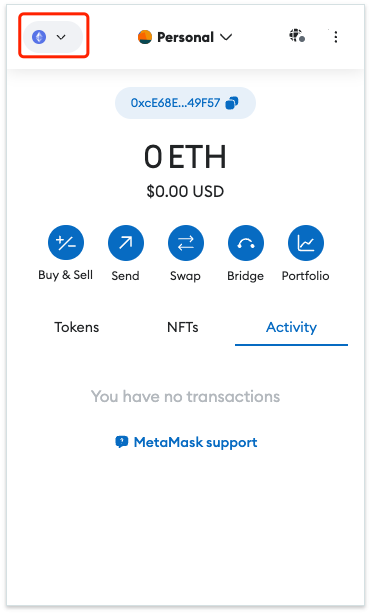 Personal
0xcE68E...49F57
0 ETH
$0.00 USD
Buy & Sell Send Swap Bridge Portfolio
Tokens NFTs Activity
You have no transactions
MetaMask support